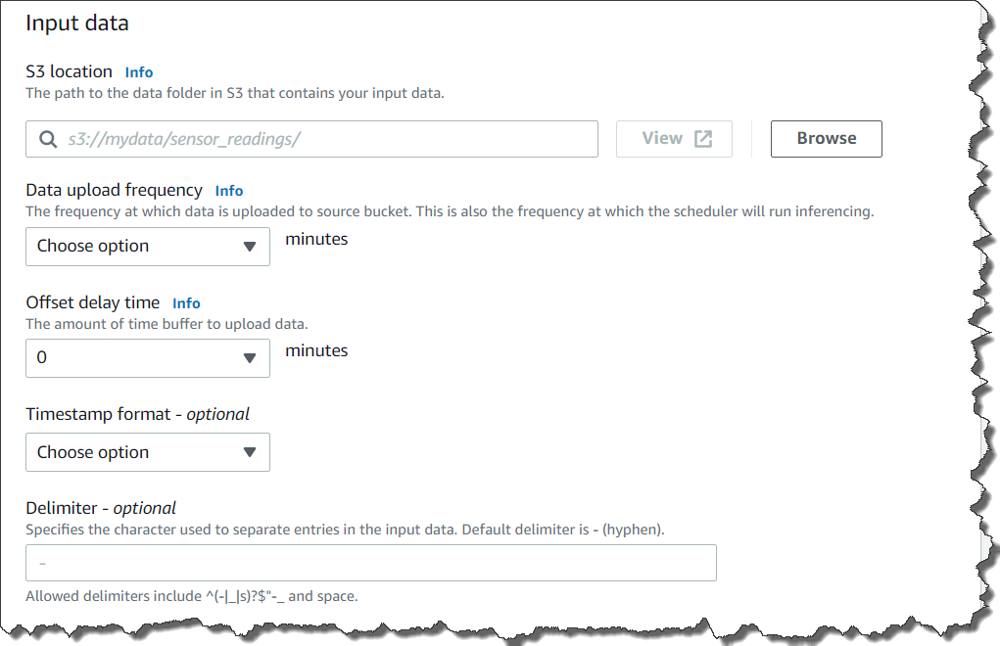 Input data
S3 location Info
The path to the data folder in S3 that contains your input data.
s3://mydata/sensor_readings/
View
Browse
Data upload frequency Info
The frequency at which data is uploaded to source bucket. This is also the frequency at which the scheduler will run inferencing.
Choose option minutes
Offset delay time Info
The amount of time buffer to upload data.
0 minutes
Timestamp format - optional
Choose option
Delimiter - optional
Specifies the character used to separate entries in the input data. Default delimiter is - (hyphen).
-
Allowed delimiters include ^(-|_|s)?$"-_ and space.